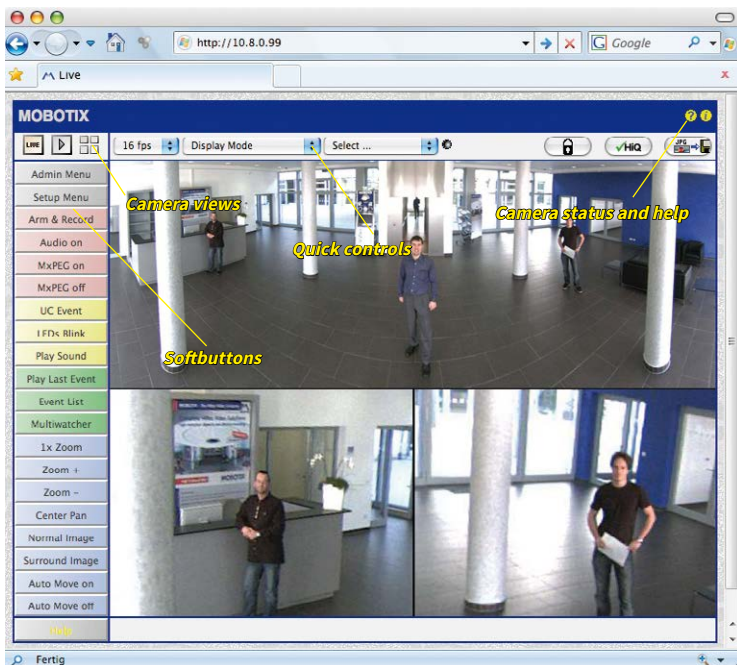 http://10.8.0.99
Google
Live
MOBOTIX
LIVE
16 fps
Display Mode
Select ...
HiQ
JPG
Admin Menu
Setup Menu
Arm & Record
Audio on
MxPEG on
MxPEG off
UC Event
LEDs Blink
Play Sound
Play Last Event
Event List
Multiwatcher
1x Zoom
Zoom +
Zoom -
Center Pan
Normal Image
Surround Image
Auto Move on
Auto Move off
Camera views
Quick controls
Camera status and help
Softbuttons
MOBOTIX
Fertig